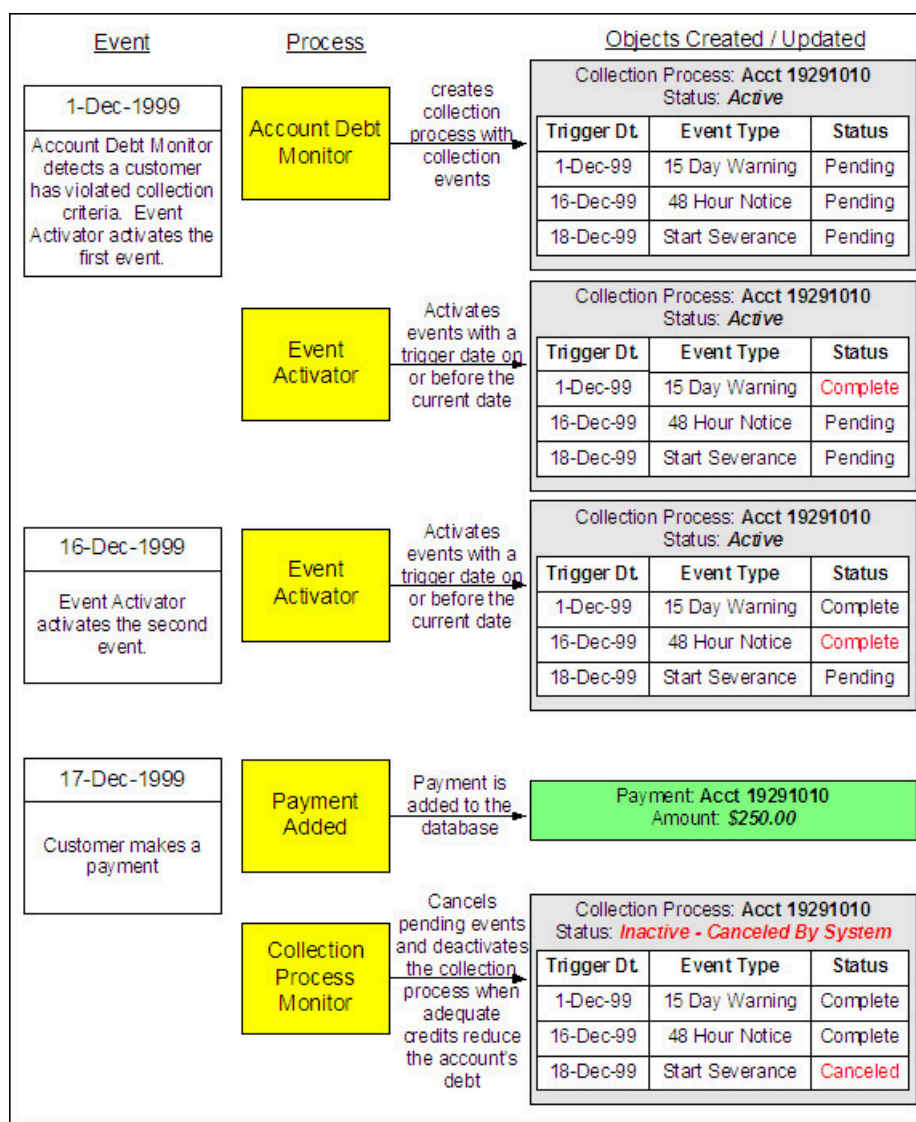 Event Process Objects Created / Updated
1-Dec-1999
Account Debt Monitor
detects a customer
has violated collection
criteria. Event
Activator activates the
first event.
Account Debt
Monitor
creates
collection
process with
collection
events
Collection Process: Acct 19291010
Status: Active
Trigger Dt. Event Type Status
1-Dec-99 15 Day Warning Pending
16-Dec-99 48 Hour Notice Pending
18-Dec-99 Start Severance Pending
Event
Activator
Activates
events with a
trigger date on
or before the
current date
Collection Process: Acct 19291010
Status: Active
Trigger Dt. Event Type Status
1-Dec-99 15 Day Warning Complete
16-Dec-99 48 Hour Notice Pending
18-Dec-99 Start Severance Pending
16-Dec-1999
Event Activator
activates the second
event.
Event
Activator
Activates
events with a
trigger date on
or before the
current date
Collection Process: Acct 19291010
Status: Active
Trigger Dt. Event Type Status
1-Dec-99 15 Day Warning Complete
16-Dec-99 48 Hour Notice Complete
18-Dec-99 Start Severance Pending
17-Dec-1999
Customer makes a
payment
Payment
Added
Payment is
added to the
database
Payment: Acct 19291010
Amount: $250.00
Collection
Process
Monitor
Cancels
pending events
and deactivates
the collection
process when
adequate
credits reduce
the account's
debt
Collection Process: Acct 19291010
Status: Inactive - Canceled By System
Trigger Dt. Event Type Status
1-Dec-99 15 Day Warning Complete
16-Dec-99 48 Hour Notice Complete
18-Dec-99 Start Severance Canceled